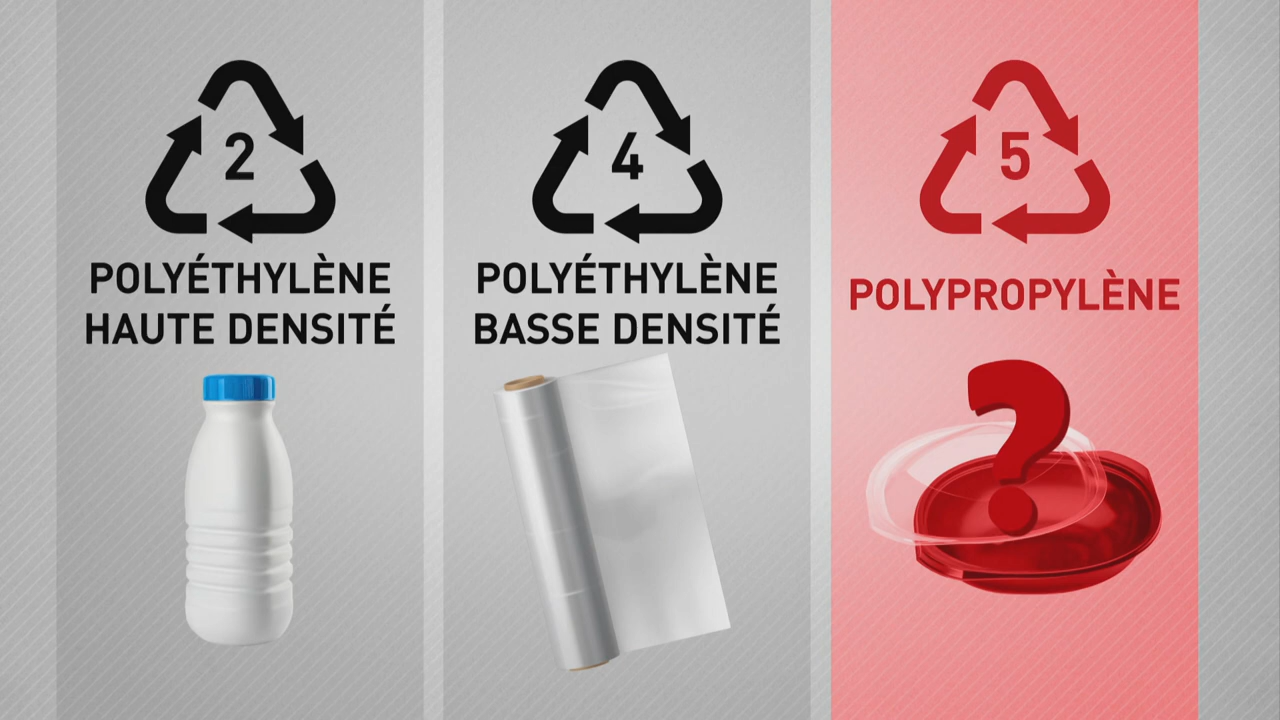 2
POLYÉTHYLÈNE
HAUTE DENSITÉ
4
POLYÉTHYLÈNE
BASSE DENSITÉ
5
POLYPROPYLÈNE
?